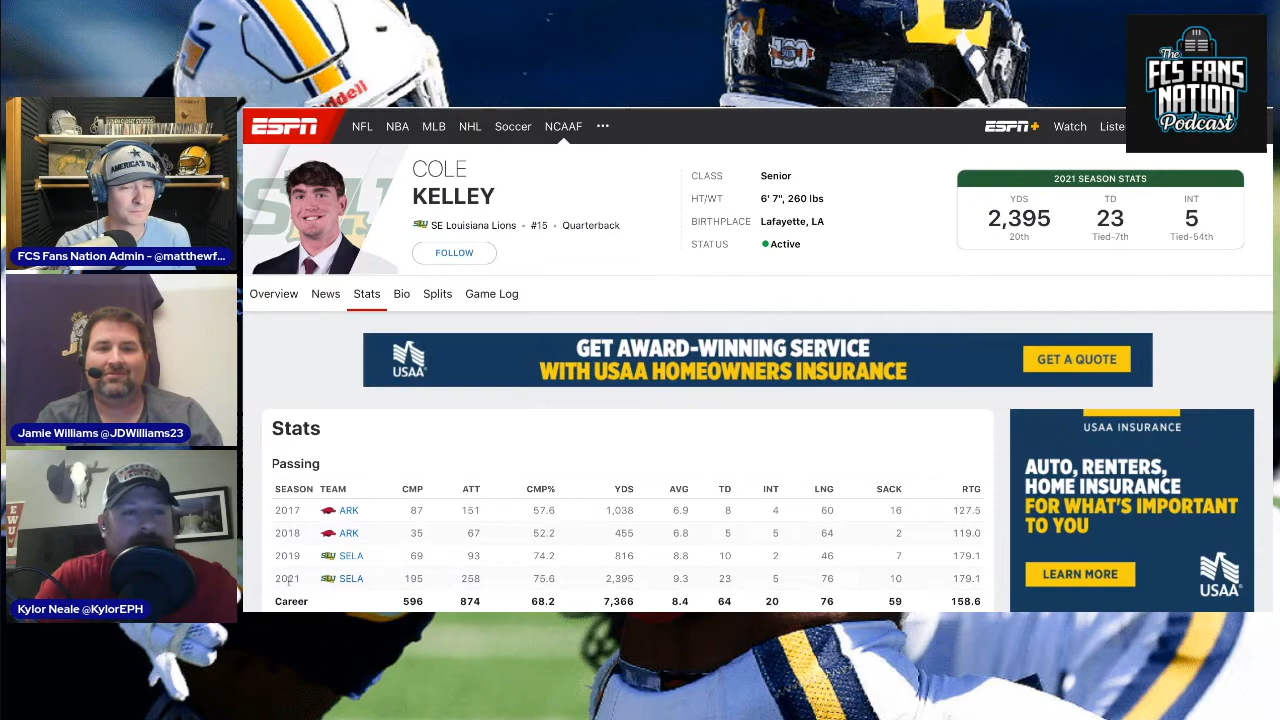 ddell
The
FCS FANS
NATION
Podcast
AMERICA'S TEAM
FCS Fans Nation Admin - @matthewf...
Jamie Williams @JDWilliams23
EWU
Kylor Neale @KylorEPH
ESPN
NFL NBA MLB NHL Soccer NCAAF ···
ESPN+ Watch Liste
COLE
KELLEY
SE Louisiana Lions • #15 • Quarterback
FOLLOW
CLASS Senior
HT/WT 6' 7", 260 lbs
BIRTHPLACE Lafayette, LA
STATUS Active
2021 SEASON STATS
YDS TD INT
2,395 23 5
20th Tied-7th Tied-54th
Overview News Stats Bio Splits Game Log
USAA
GET AWARD-WINNING SERVICE
WITH USAA HOMEOWNERS INSURANCE
GET A QUOTE
Stats
Passing
SEASON TEAM CMP ATT CMP% YDS AVG TD INT LNG SACK RTG
2017 ARK 87 151 57.6 1,038 6.9 8 4 60 16 127.5
2018 ARK 35 67 52.2 455 6.8 5 5 64 2 119.0
2019 SELA 69 93 74.2 816 8.8 10 2 46 7 179.1
2021 SELA 195 258 75.6 2,395 9.3 23 5 76 10 179.1
Career 596 874 68.2 7,366 8.4 64 20 76 59 158.6
USAA INSURANCE
AUTO, RENTERS,
HOME INSURANCE
FOR WHAT'S IMPORTANT
TO YOU
LEARN MORE
USAA